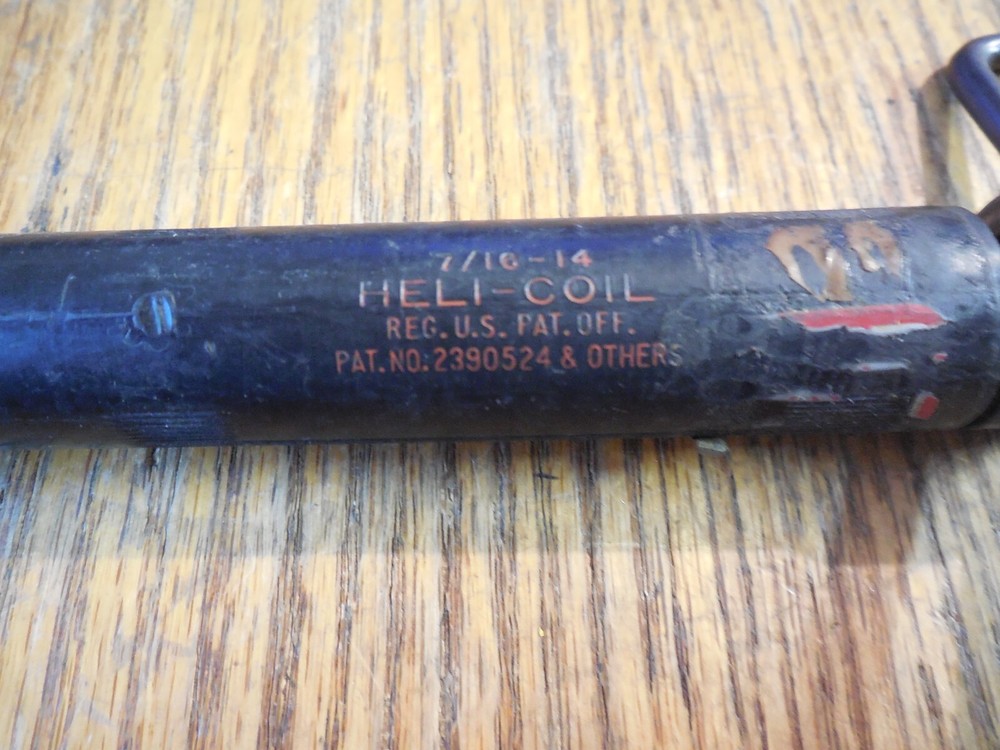 7/16-14
HELI-COIL
REG. U.S. PAT. OFF.
PAT. NO. 2390524 & OTHERS